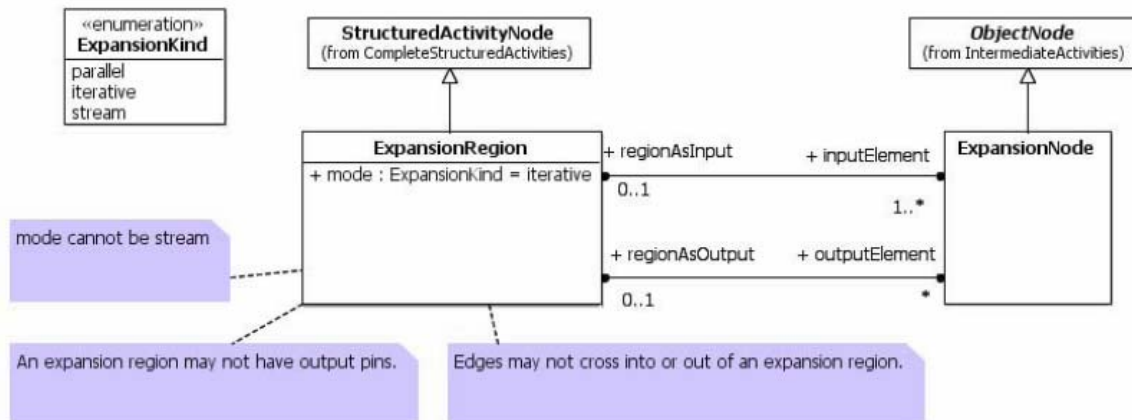 «enumeration»
ExpansionKind
parallel
iterative
stream
StructuredActivityNode
(from CompleteStructuredActivities)
ObjectNode
(from IntermediateActivities)
ExpansionRegion
+ mode : ExpansionKind = iterative
+ regionAsInput
0..1
+ inputElement
1..*
ExpansionNode
+ regionAsOutput
0..1
+ outputElement
*
mode cannot be stream
An expansion region may not have output pins.
Edges may not cross into or out of an expansion region.